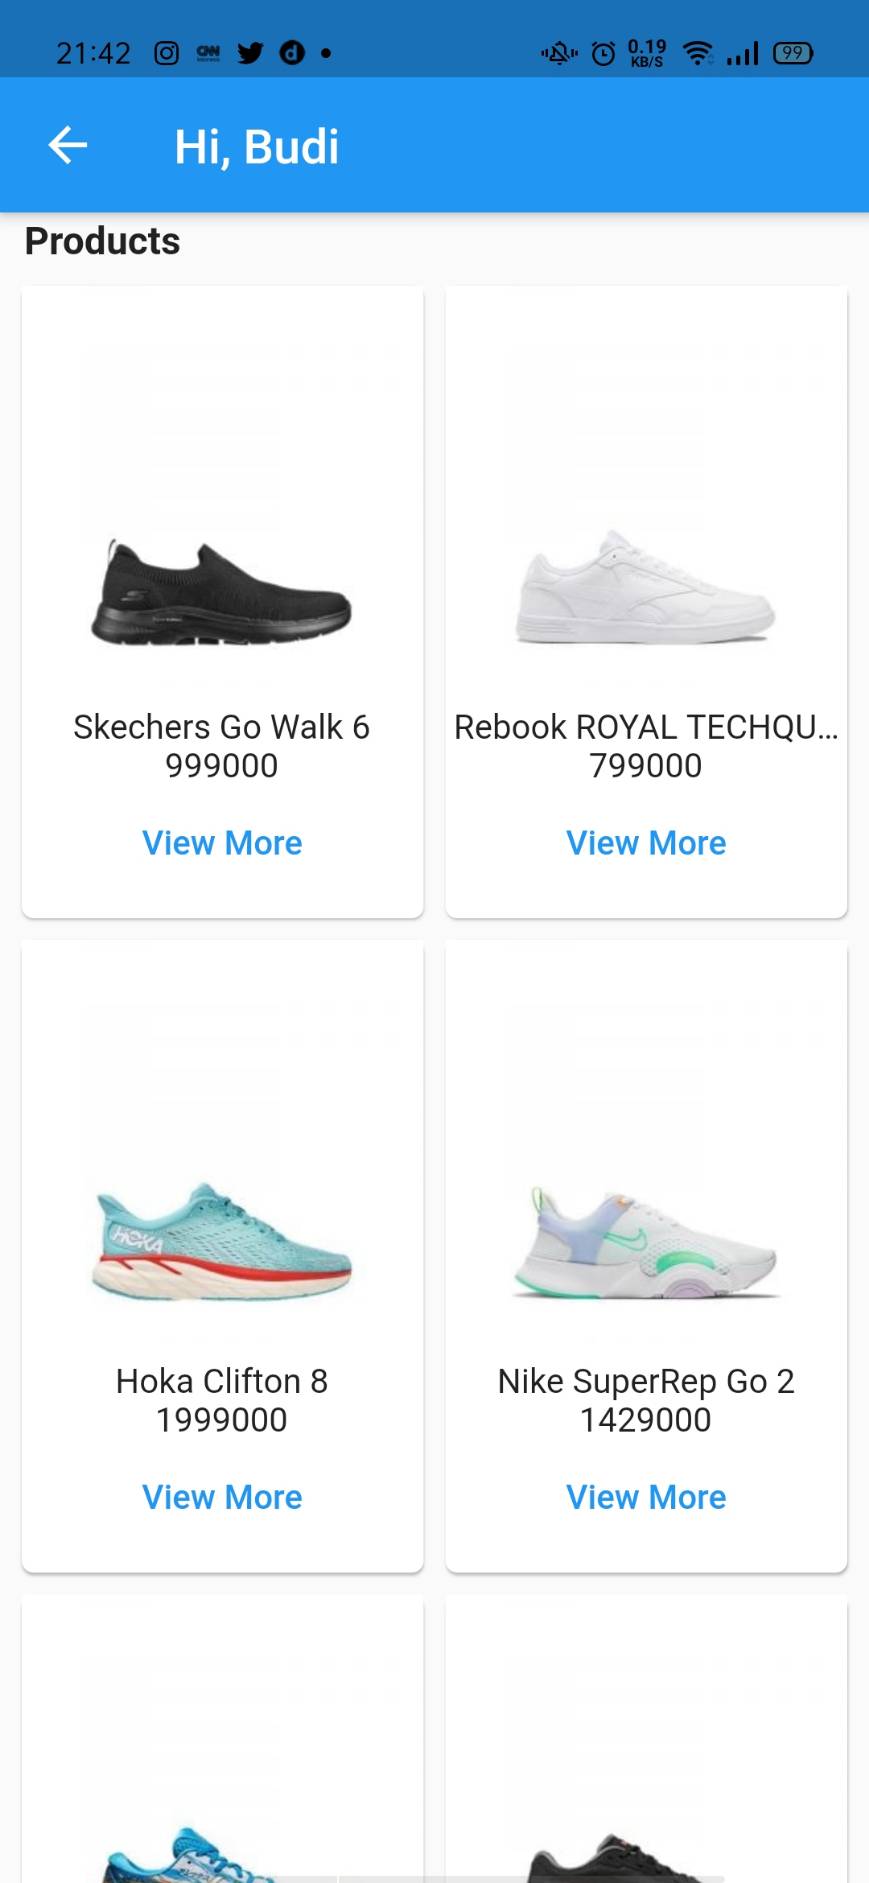 21:42 CNN 0.19 KB/S 99
Hi, Budi
Products
Skechers Go Walk 6
999000
View More
Rebook ROYAL TECHQU...
799000
View More
HOKA
Hoka Clifton 8
1999000
View More
Nike SuperRep Go 2
1429000
View More